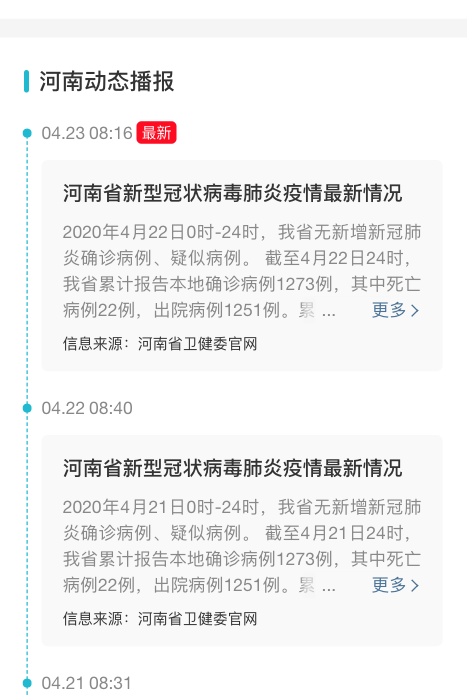 河南动态播报
04.23 08:16 最新
河南省新型冠状病毒肺炎疫情最新情况
2020年4月22日0时-24时，我省无新增新冠肺
炎确诊病例、疑似病例。 截至4月22日24时，
我省累计报告本地确诊病例1273例，其中死亡
病例22例，出院病例1251例。累 ... 更多
信息来源：河南省卫健委官网
04.22 08:40
河南省新型冠状病毒肺炎疫情最新情况
2020年4月21日0时-24时，我省无新增新冠肺
炎确诊病例、疑似病例。 截至4月21日24时，
我省累计报告本地确诊病例1273例，其中死亡
病例22例，出院病例1251例。累 ... 更多
信息来源：河南省卫健委官网
04.21 08:31